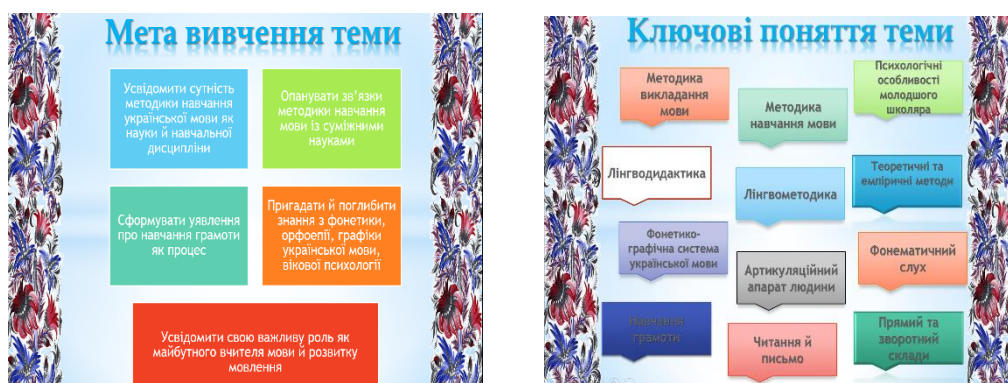 Мета вивчення теми
Усвідомити сутність
методики навчання
української мови як
науки й навчальної
дисципліни
Опанувати зв’язки
методики навчання
мови із суміжними
науками
Сформувати уявлення
про навчання грамоти
як процес
Пригадати й поглибити
знання з фонетики,
орфоепії, графіки
української мови,
вікової психології
Усвідомити свою важливу роль як
майбутного вчителя мови й розвитку
мовлення
Ключові поняття теми
Методика
викладання
мови
Методика
навчання мови
Психологічні
особливості
молодшого
школяра
Лінгводидактика
Лінгвометодика
Теоретичні та
емпіричні методи
Фонетико-
графічна система
української мови
Артикуляційний
апарат людини
Фонематичний
слух
Навчання
грамоти
Читання й
письмо
Прямий та
зворотний
склади